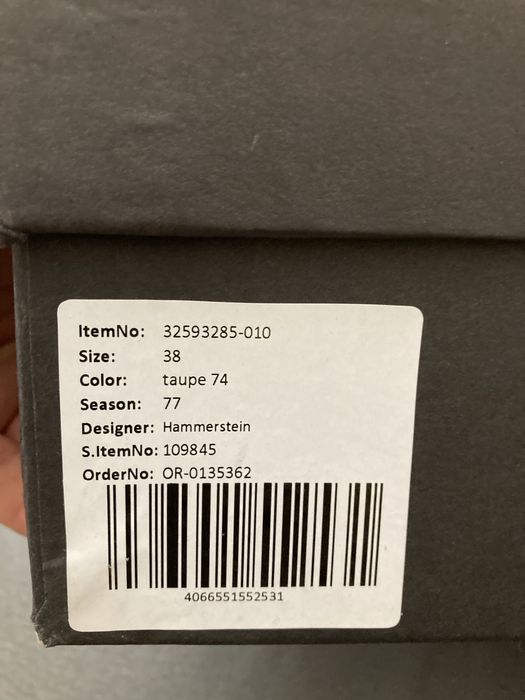 ItemNo: 32593285-010
Size: 38
Color: taupe 74
Season: 77
Designer: Hammerstein
S.ItemNo: 109845
OrderNo: OR-0135362
4066551552531